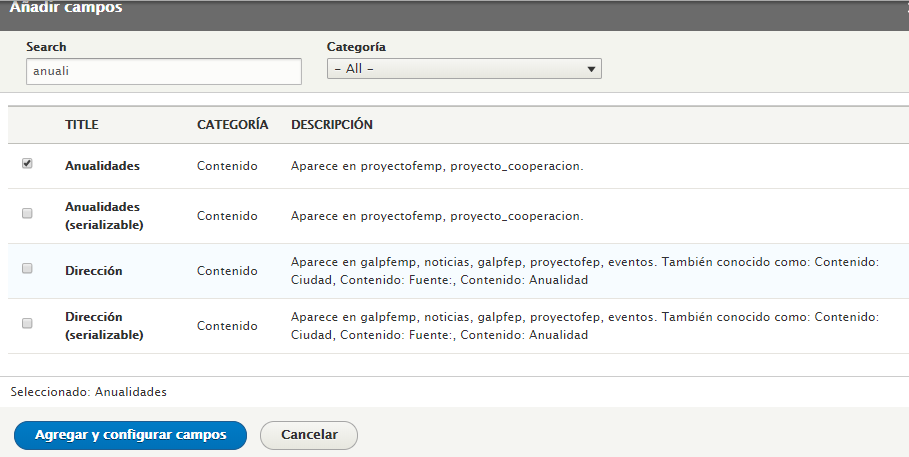 Añadir campos
Search
Categoría
anuali
- All -
TITLE CATEGORÍA DESCRIPCIÓN
Anualidades Contenido Aparece en proyectofemp, proyecto_cooperacion.
Anualidades
(serializable) Contenido Aparece en proyectofemp, proyecto_cooperacion.
Dirección Contenido Aparece en galpfemp, noticias, galpfep, proyectofep, eventos. También conocido como: Contenido:
Ciudad, Contenido: Fuente:, Contenido: Anualidad
Dirección
(serializable) Contenido Aparece en galpfemp, noticias, galpfep, proyectofep, eventos. También conocido como: Contenido:
Ciudad, Contenido: Fuente:, Contenido: Anualidad
Seleccionado: Anualidades
Agregar y configurar campos
Cancelar